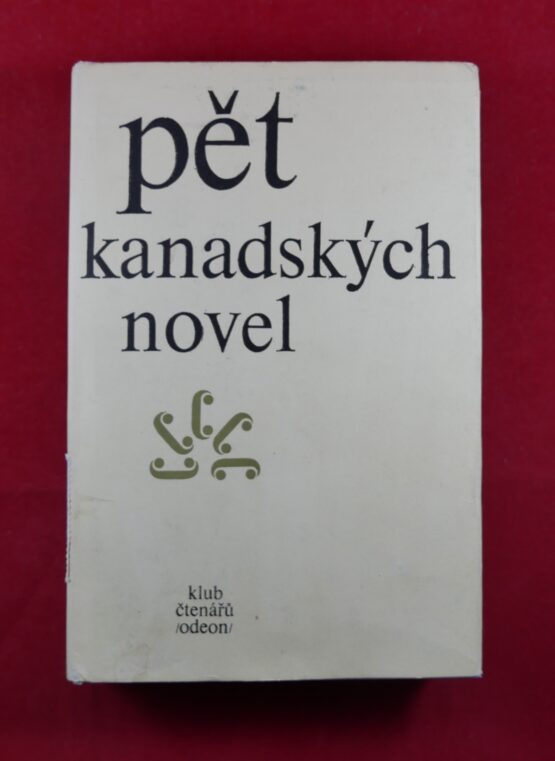 pět
kanadských
novel
klub
čtenářů
/odeon/